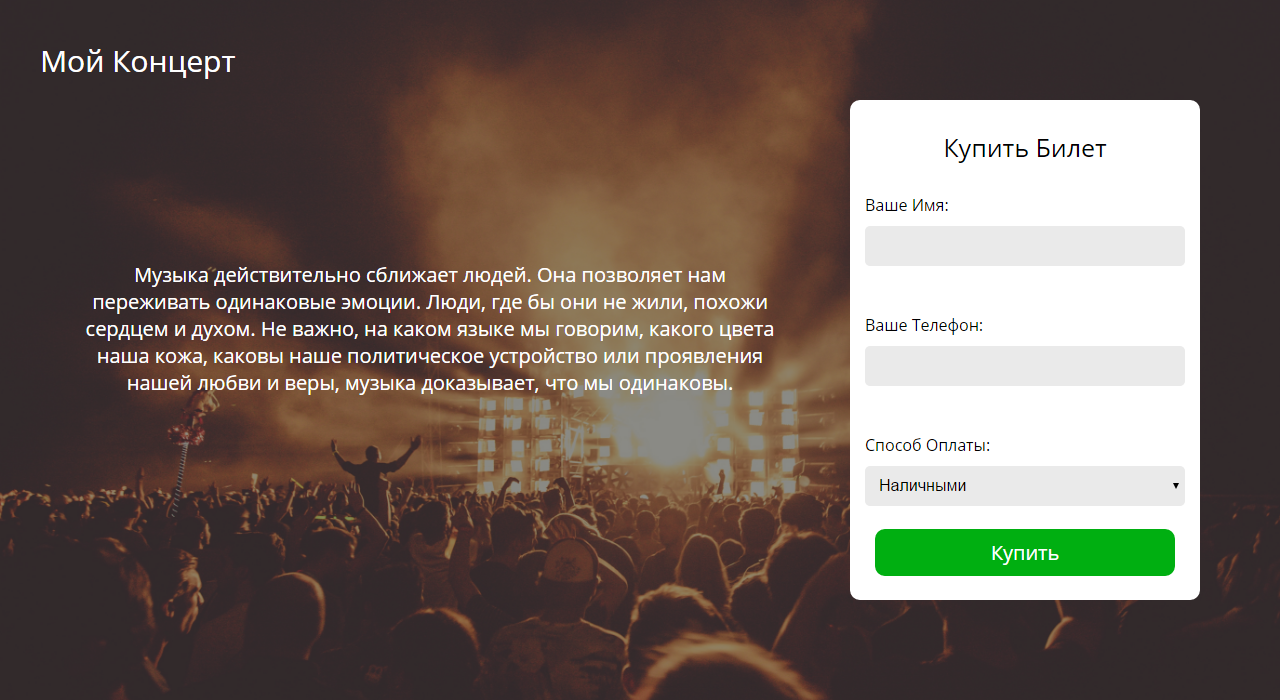 Мой Концерт
Музыка действительно сближает людей. Она позволяет нам
переживать одинаковые эмоции. Люди, где бы они не жили, похожи
сердцем и духом. Не важно, на каком языке мы говорим, какого цвета
наша кожа, каковы наше политическое устройство или проявления
нашей любви и веры, музыка доказывает, что мы одинаковы.
Купить Билет
Ваше Имя:
Ваше Телефон:
Способ Оплаты:
Наличными
Купить